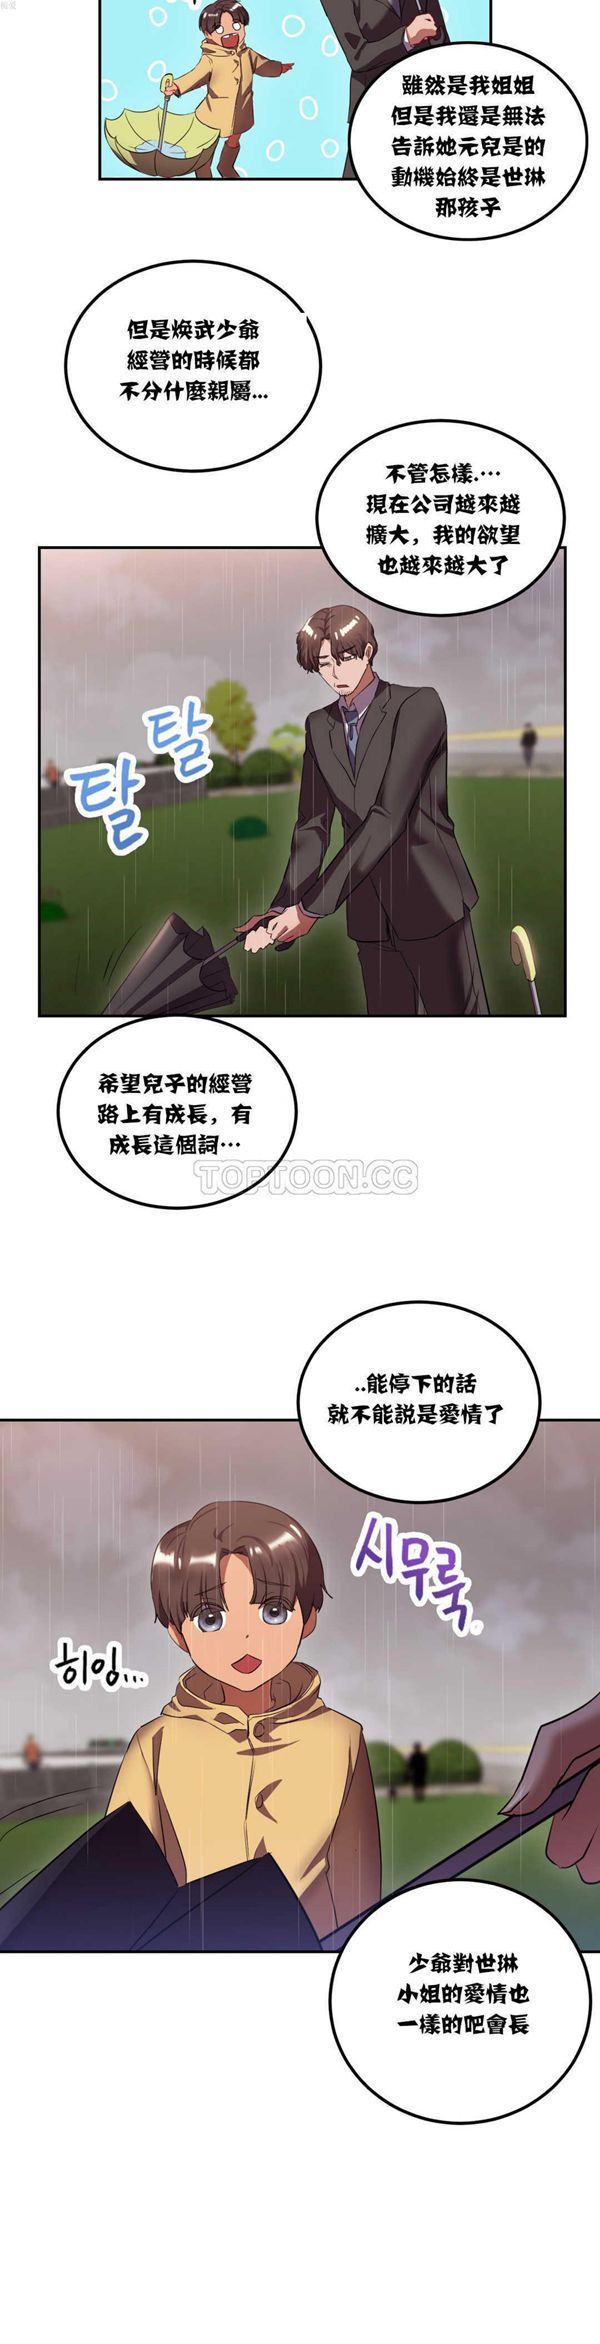 極爱
雖然是我姐姐
但是我還是無法
告訴她元兒是的
動機始終是世琳
那孩子
但是煥武少爺
經營的時候都
不分什麼親屬...
不管怎樣.…
現在公司越來越
擴大，我的欲望
也越來越大了
탈
탈
希望兒子的經營
路上有成長，有
成長這個詞…
TOPTOON.CC
..能停下的話
就不能説是愛情了
시무룩.
히잉...
少爺對世琳
小姐的愛情也
一樣的吧會長